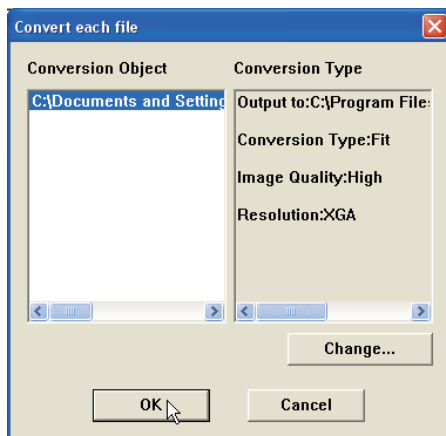 Convert each file
Conversion Object
Conversion Type
C:\Documents and Setting
Output to:C:\Program Files
Conversion Type:Fit
Image Quality:High
Resolution:XGA
Change...
OK
Cancel